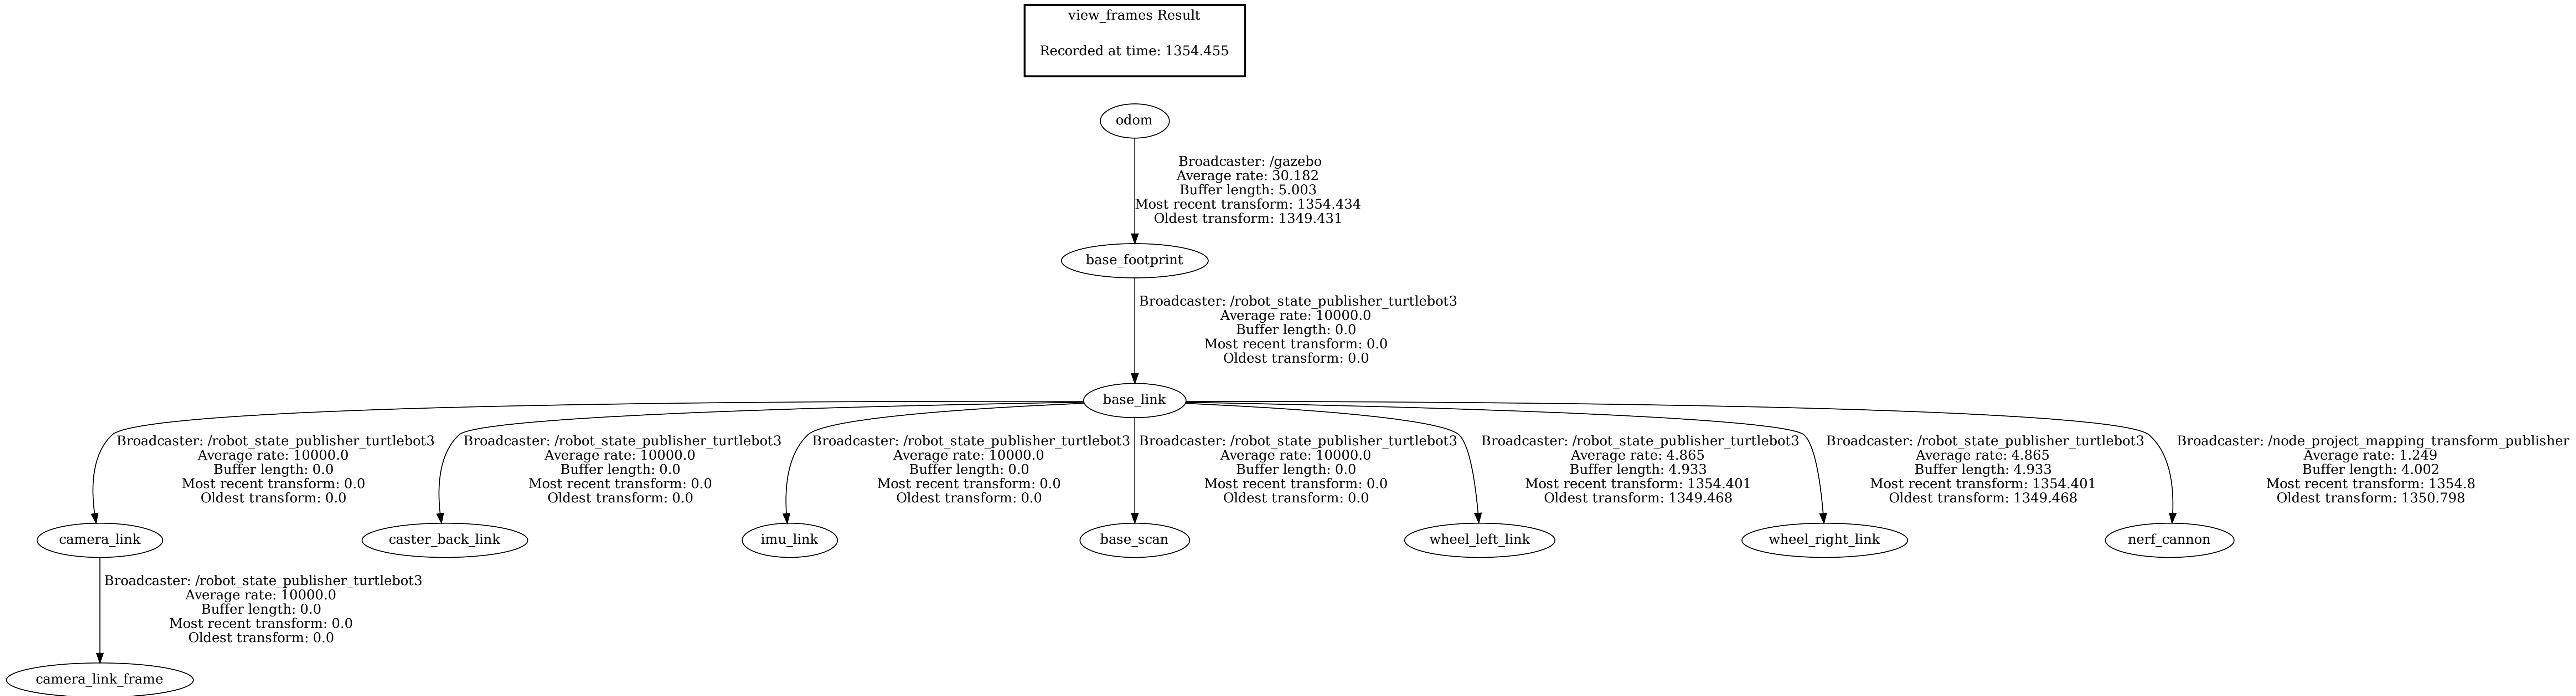 view_frames Result
Recorded at time: 1354.455
odom
Broadcaster: /gazebo
Average rate: 30.182
Buffer length: 5.003
Most recent transform: 1354.434
Oldest transform: 1349.431
base_footprint
Broadcaster: /robot_state_publisher_turtlebot3
Average rate: 10000.0
Buffer length: 0.0
Most recent transform: 0.0
Oldest transform: 0.0
base_link
Broadcaster: /robot_state_publisher_turtlebot3
Average rate: 10000.0
Buffer length: 0.0
Most recent transform: 0.0
Oldest transform: 0.0
Broadcaster: /robot_state_publisher_turtlebot3
Average rate: 10000.0
Buffer length: 0.0
Most recent transform: 0.0
Oldest transform: 0.0
Broadcaster: /robot_state_publisher_turtlebot3
Average rate: 10000.0
Buffer length: 0.0
Most recent transform: 0.0
Oldest transform: 0.0
Broadcaster: /robot_state_publisher_turtlebot3
Average rate: 10000.0
Buffer length: 0.0
Most recent transform: 0.0
Oldest transform: 0.0
Broadcaster: /robot_state_publisher_turtlebot3
Average rate: 4.865
Buffer length: 4.933
Most recent transform: 1354.401
Oldest transform: 1349.468
Broadcaster: /robot_state_publisher_turtlebot3
Average rate: 4.865
Buffer length: 4.933
Most recent transform: 1354.401
Oldest transform: 1349.468
Broadcaster: /node_project_mapping_transform_publisher
Average rate: 1.249
Buffer length: 4.002
Most recent transform: 1354.8
Oldest transform: 1350.798
camera_link
caster_back_link
imu_link
base_scan
wheel_left_link
wheel_right_link
nerf_cannon
Broadcaster: /robot_state_publisher_turtlebot3
Average rate: 10000.0
Buffer length: 0.0
Most recent transform: 0.0
Oldest transform: 0.0
camera_link_frame